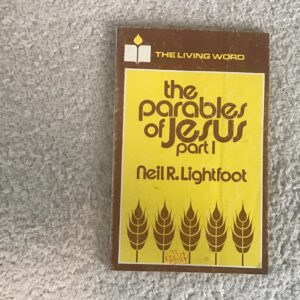 THE LIVING WORD
the
parables
of jesus
part I
Neil R. Lightfoot